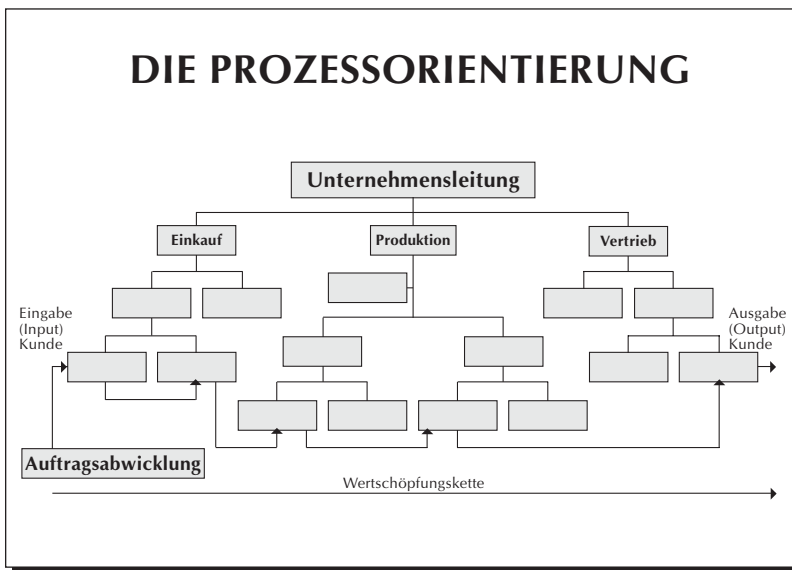 DIE PROZESSORIENTIERUNG
Unternehmensleitung
Einkauf
Produktion
Vertrieb
Eingabe
(Input)
Kunde
Ausgabe
(Output)
Kunde
Auftragsabwicklung
Wertschöpfungskette